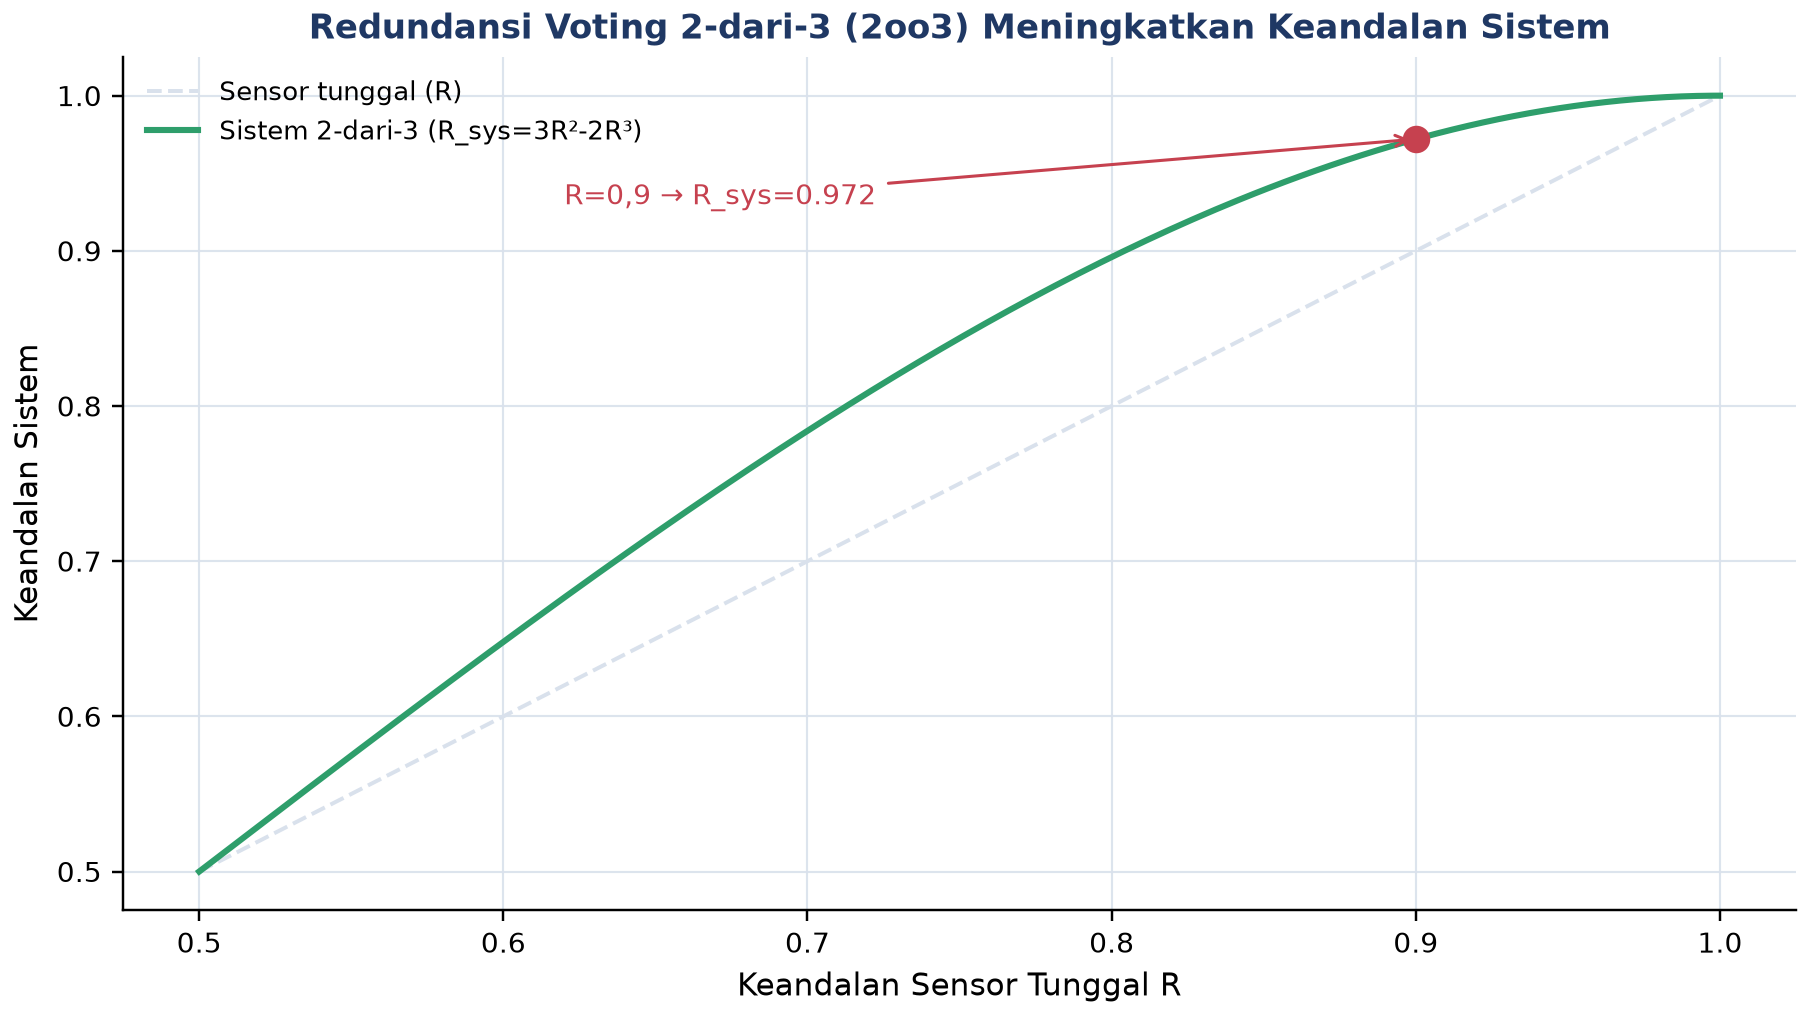 Redundansi Voting 2-dari-3 (2oo3) Meningkatkan Keandalan Sistem
Sensor tunggal (R)
Sistem 2-dari-3 (R_sys=3R²-2R³)
R=0,9 → R_sys=0.972
Keandalan Sistem
1.0
0.9
0.8
0.7
0.6
0.5
0.5 0.6 0.7 0.8 0.9 1.0
Keandalan Sensor Tunggal R